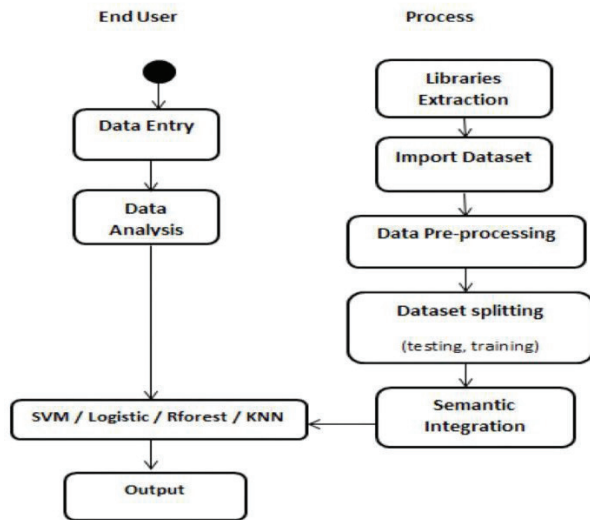 End User
Process
Data Entry
Data
Analysis
Libraries
Extraction
Import Dataset
Data Pre-processing
Dataset splitting
(testing, training)
Semantic
Integration
SVM / Logistic / Rforest / KNN
Output